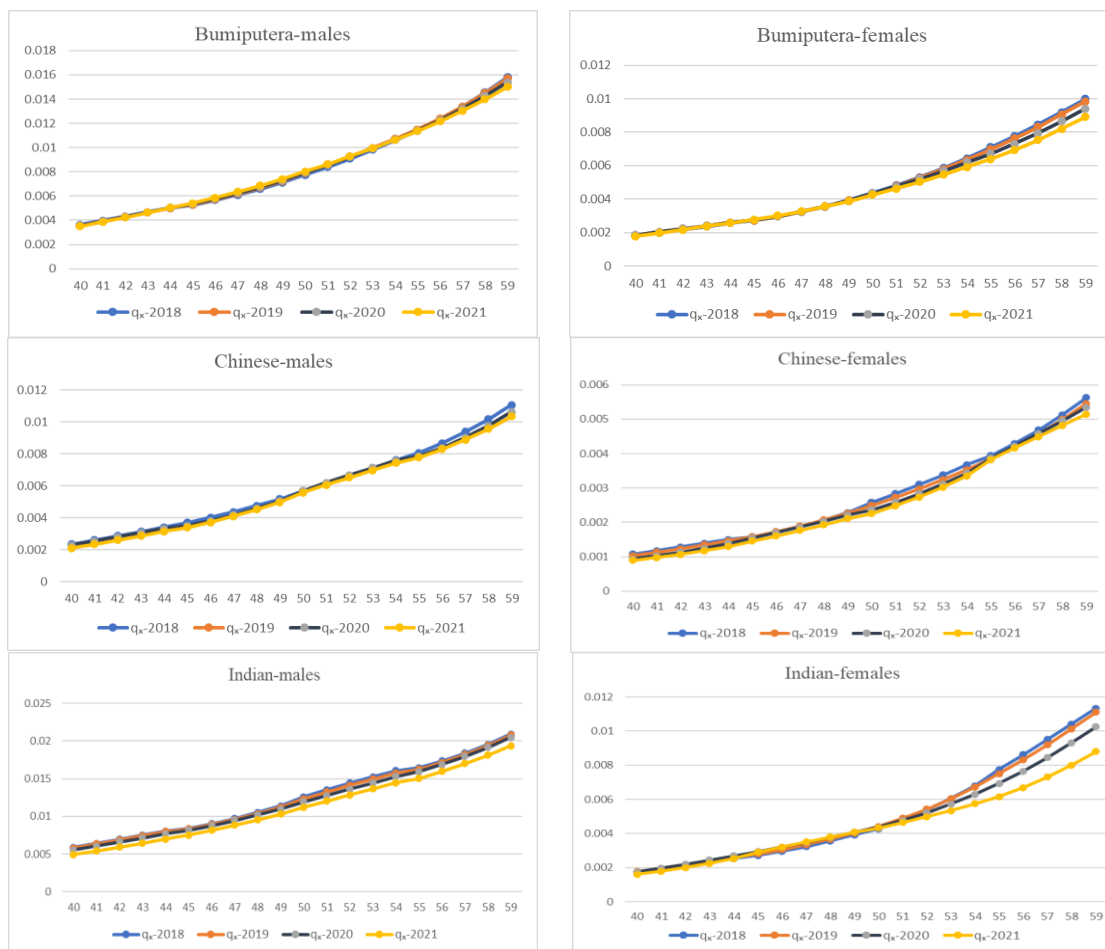 Bumiputera-males
0.018
0.016
0.014
0.012
0.01
0.008
0.006
0.004
0.002
0
40 41 42 43 44 45 46 47 48 49 50 51 52 53 54 55 56 57 58 59
qₓ-2018 qₓ-2019 qₓ-2020 qₓ-2021
Bumiputera-females
0.012
0.01
0.008
0.006
0.004
0.002
0
40 41 42 43 44 45 46 47 48 49 50 51 52 53 54 55 56 57 58 59
qₓ-2018 qₓ-2019 qₓ-2020 qₓ-2021
Chinese-males
0.012
0.01
0.008
0.006
0.004
0.002
0
40 41 42 43 44 45 46 47 48 49 50 51 52 53 54 55 56 57 58 59
qₓ-2018 qₓ-2019 qₓ-2020 qₓ-2021
Chinese-females
0.006
0.005
0.004
0.003
0.002
0.001
0
40 41 42 43 44 45 46 47 48 49 50 51 52 53 54 55 56 57 58 59
qₓ-2018 qₓ-2019 qₓ-2020 qₓ-2021
Indian-males
0.025
0.02
0.015
0.01
0.005
0
40 41 42 43 44 45 46 47 48 49 50 51 52 53 54 55 56 57 58 59
qₓ-2018 qₓ-2019 qₓ-2020 qₓ-2021
Indian-females
0.012
0.01
0.008
0.006
0.004
0.002
0
40 41 42 43 44 45 46 47 48 49 50 51 52 53 54 55 56 57 58 59
qₓ-2018 qₓ-2019 qₓ-2020 qₓ-2021